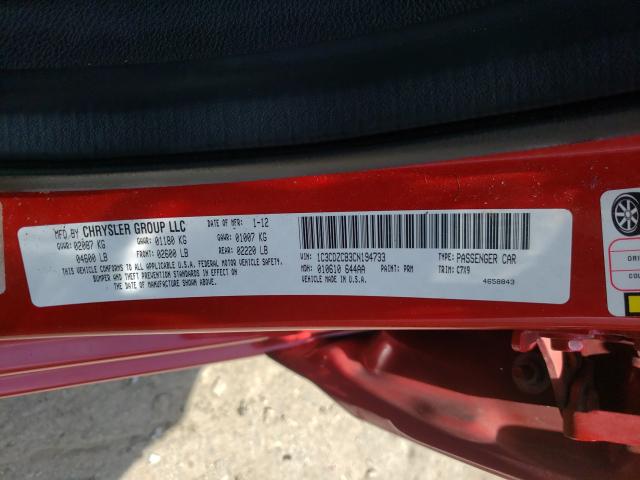 MFD BY CHRYSLER GROUP LLC DATE OF MFR: 1-12
GVWR: 02087 KG GAWR: 01180 KG GAWR: 01007 KG
04600 LB FRONT: 02600 LB REAR: 02220 LB
THIS VEHICLE CONFORMS TO ALL APPLICABLE U.S.A. FEDERAL MOTOR VEHICLE SAFETY,
BUMPER AND THEFT PREVENTION STANDARDS IN EFFECT ON
THE DATE OF MANUFACTURE SHOWN ABOVE.
VIN: 1C3CDZCB3CN194733 TYPE: PASSENGER CAR
MDH: 010610 644AA PAINT: PRM TRIM: C7X9
VEHICLE MADE IN U.S.A. 4658843